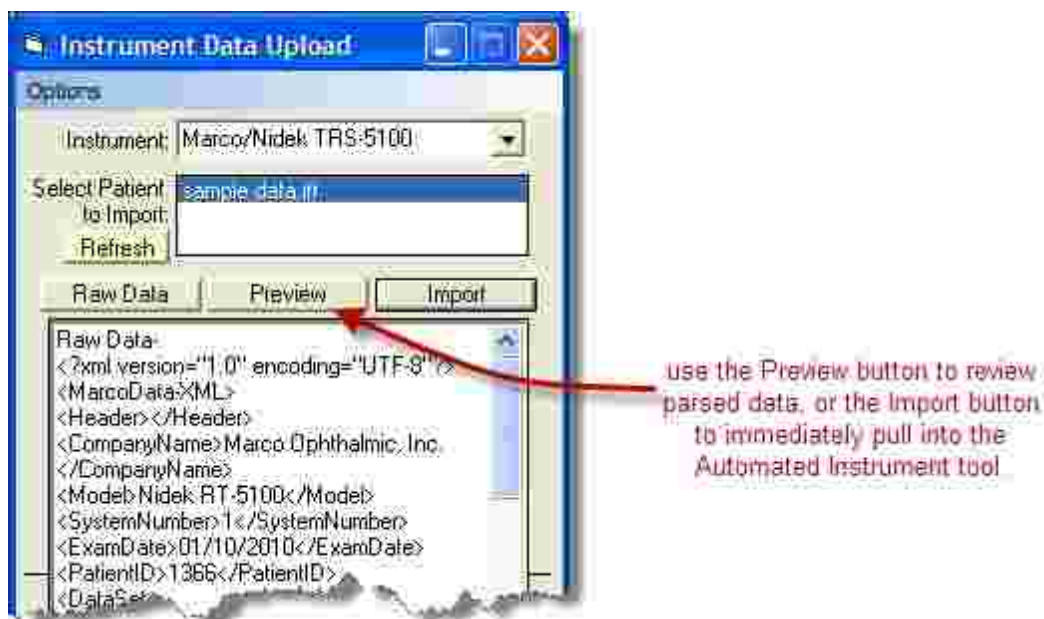 Instrument Data Upload
Options
Instrument: Marco/Nidek TRS-5100
Select Patient
to Import:
sample data.rt
Refresh
Raw Data Preview Import
Raw Data-
<?xml version="1.0" encoding="UTF-8"?>
<MarcoData-XML>
<Header></Header>
<CompanyName>Marco Ophthalmic, Inc.
</CompanyName>
<Model>Nidek RT-5100</Model>
<SystemNumber>1</SystemNumber>
<ExamDate>01/10/2010</ExamDate>
<PatientID>1366</PatientID>
use the Preview button to review
parsed data, or the Import button
to immediately pull into the
Automated Instrument tool